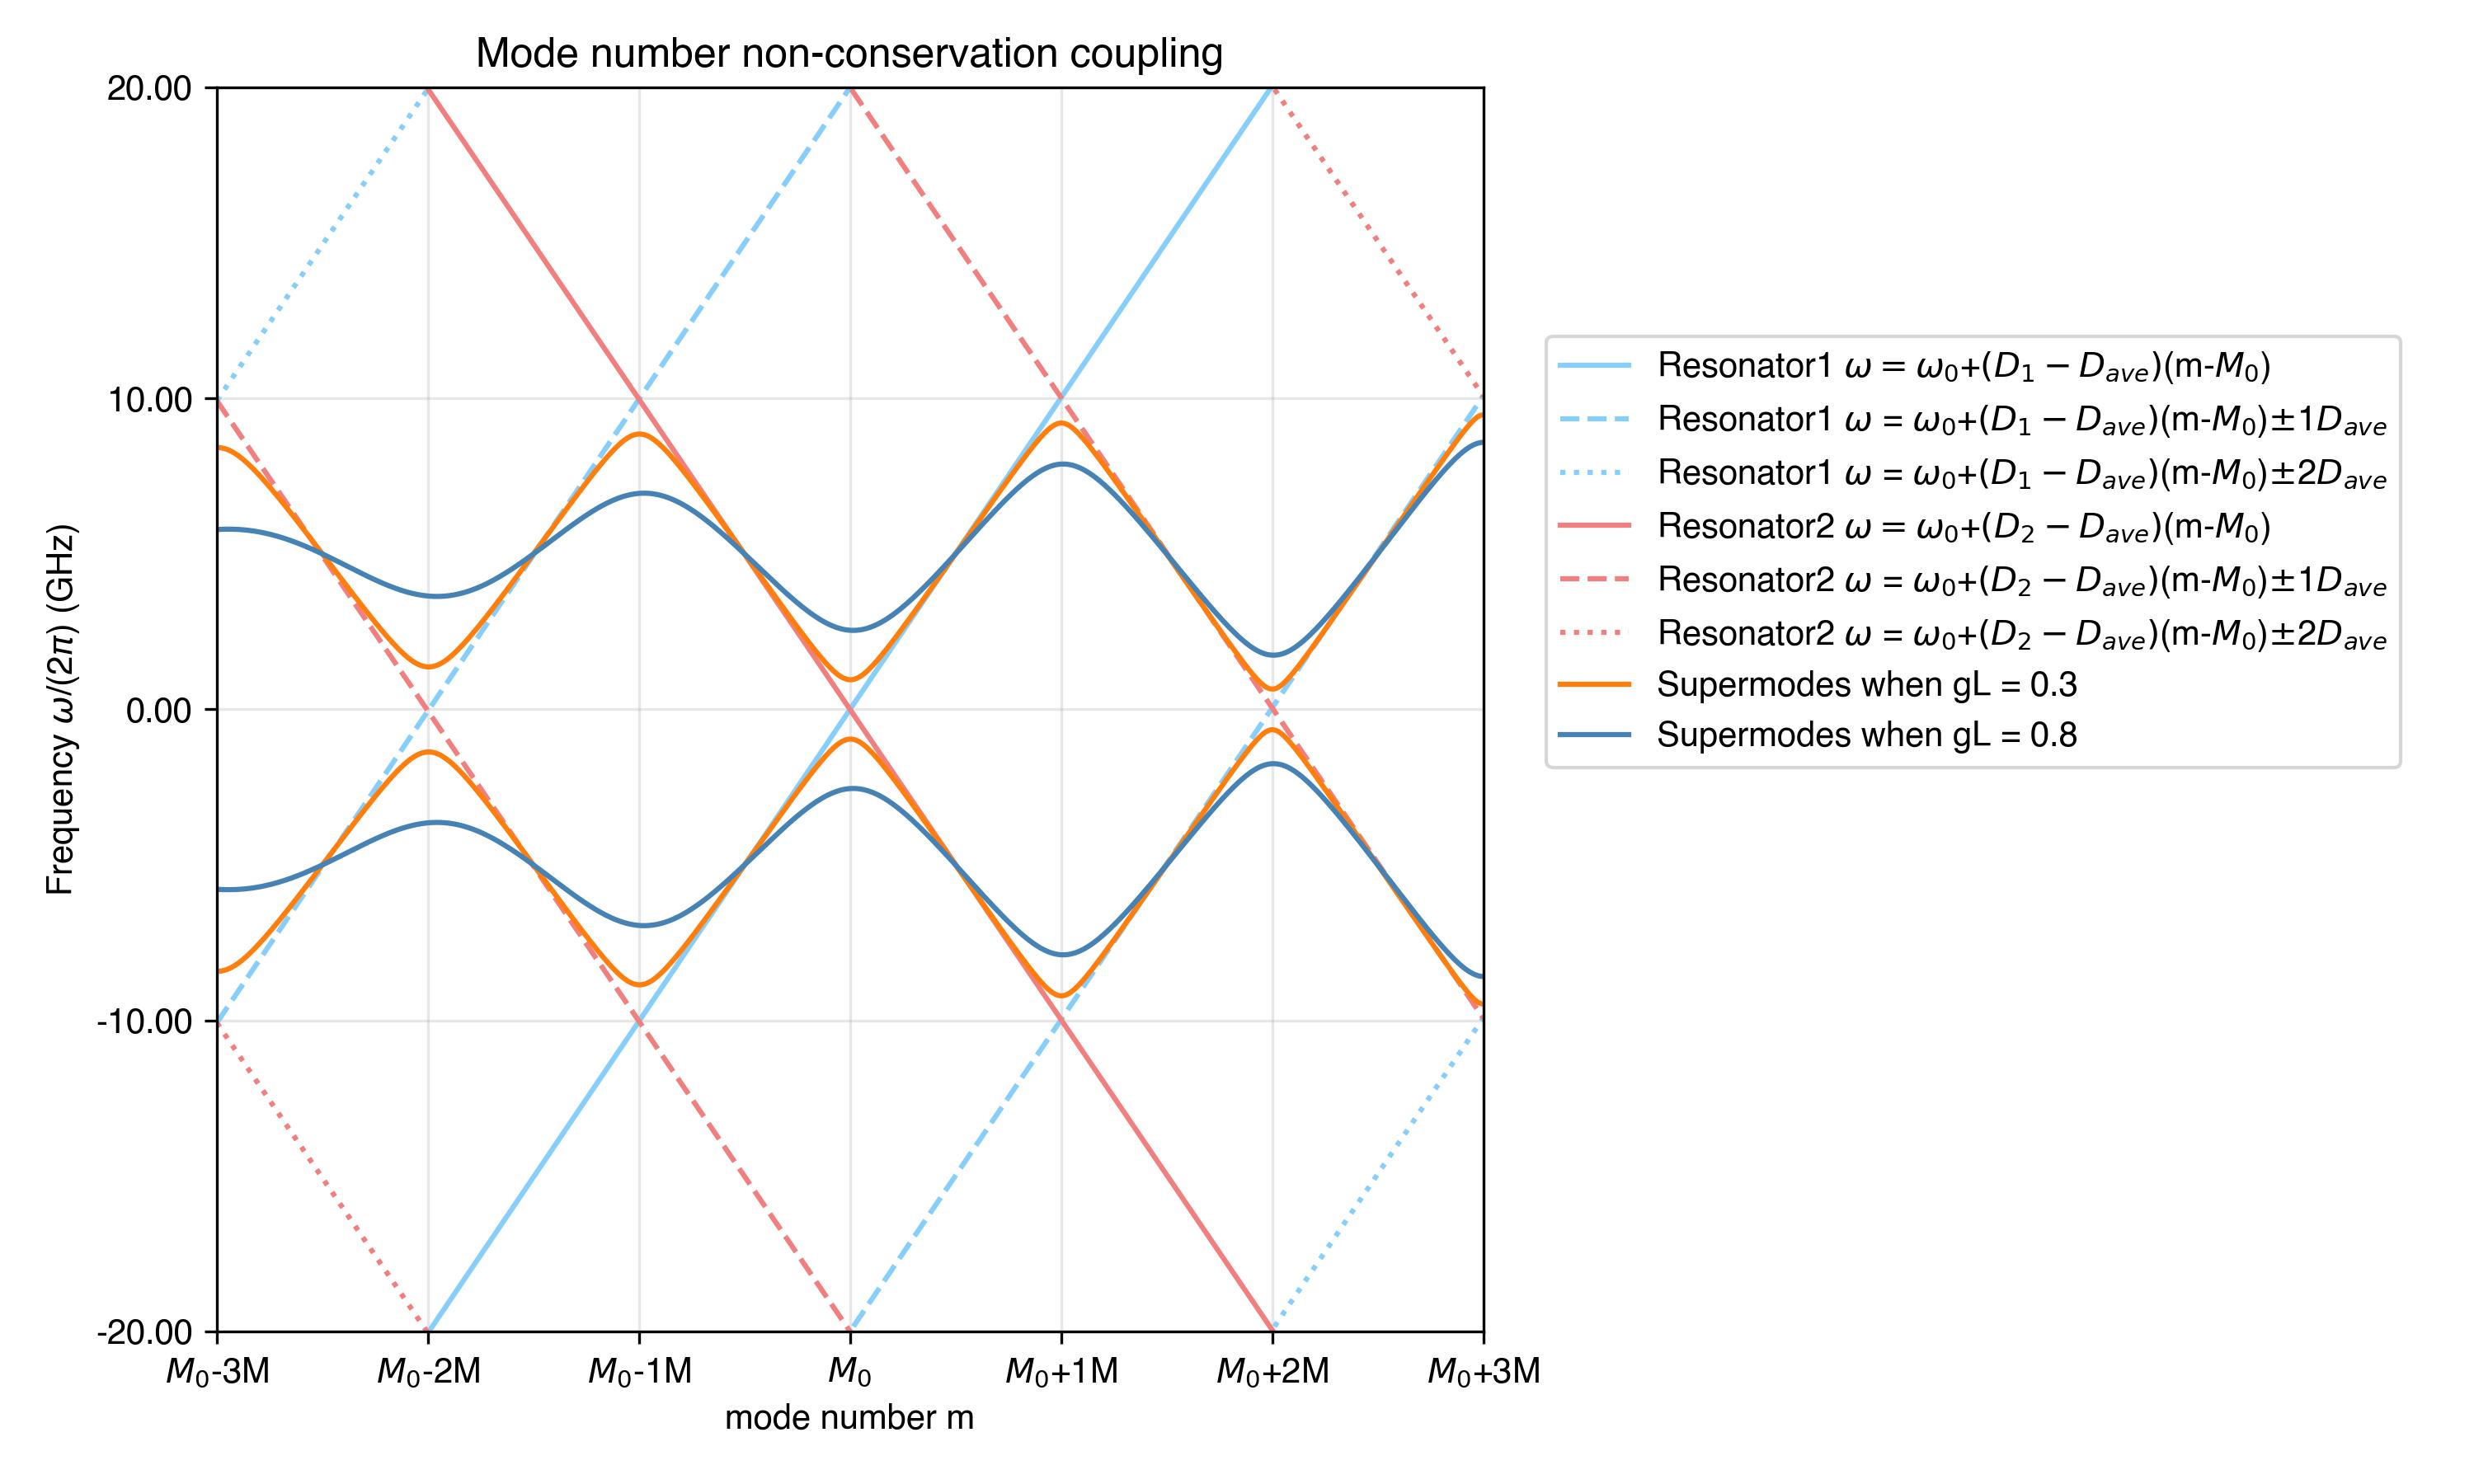 Mode number non-conservation coupling
20.00
10.00
0.00
-10.00
-20.00
Frequency ω/(2π) (GHz)
M₀-3M
M₀-2M
M₀-1M
M₀
M₀+1M
M₀+2M
M₀+3M
mode number m
Resonator1 ω = ω₀+(D₁ − D_ave)(m-M₀)
Resonator1 ω = ω₀+(D₁ − D_ave)(m-M₀)±1D_ave
Resonator1 ω = ω₀+(D₁ − D_ave)(m-M₀)±2D_ave
Resonator2 ω = ω₀+(D₂ − D_ave)(m-M₀)
Resonator2 ω = ω₀+(D₂ − D_ave)(m-M₀)±1D_ave
Resonator2 ω = ω₀+(D₂ − D_ave)(m-M₀)±2D_ave
Supermodes when gL = 0.3
Supermodes when gL = 0.8